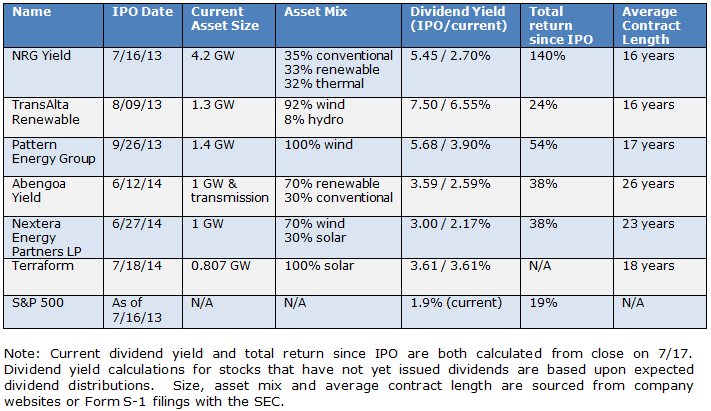 Name IPO Date Current Asset Size Asset Mix Dividend Yield (IPO/current) Total return since IPO Average Contract Length
NRG Yield 7/16/13 4.2 GW 35% conventional 33% renewable 32% thermal 5.45 / 2.70% 140% 16 years
TransAlta Renewable 8/09/13 1.3 GW 92% wind 8% hydro 7.50 / 6.55% 24% 16 years
Pattern Energy Group 9/26/13 1.4 GW 100% wind 5.68 / 3.90% 54% 17 years
Abengoa Yield 6/12/14 1 GW & transmission 70% renewable 30% conventional 3.59 / 2.59% 38% 26 years
Nextera Energy Partners LP 6/27/14 1 GW 70% wind 30% solar 3.00 / 2.17% 38% 23 years
Terraform 7/18/14 0.807 GW 100% solar 3.61 / 3.61% N/A 18 years
S&P 500 As of 7/16/13 N/A N/A 1.9% (current) 19% N/A
Note: Current dividend yield and total return since IPO are both calculated from close on 7/17.
Dividend yield calculations for stocks that have not yet issued dividends are based upon expected
dividend distributions. Size, asset mix and average contract length are sourced from company
websites or Form S-1 filings with the SEC.